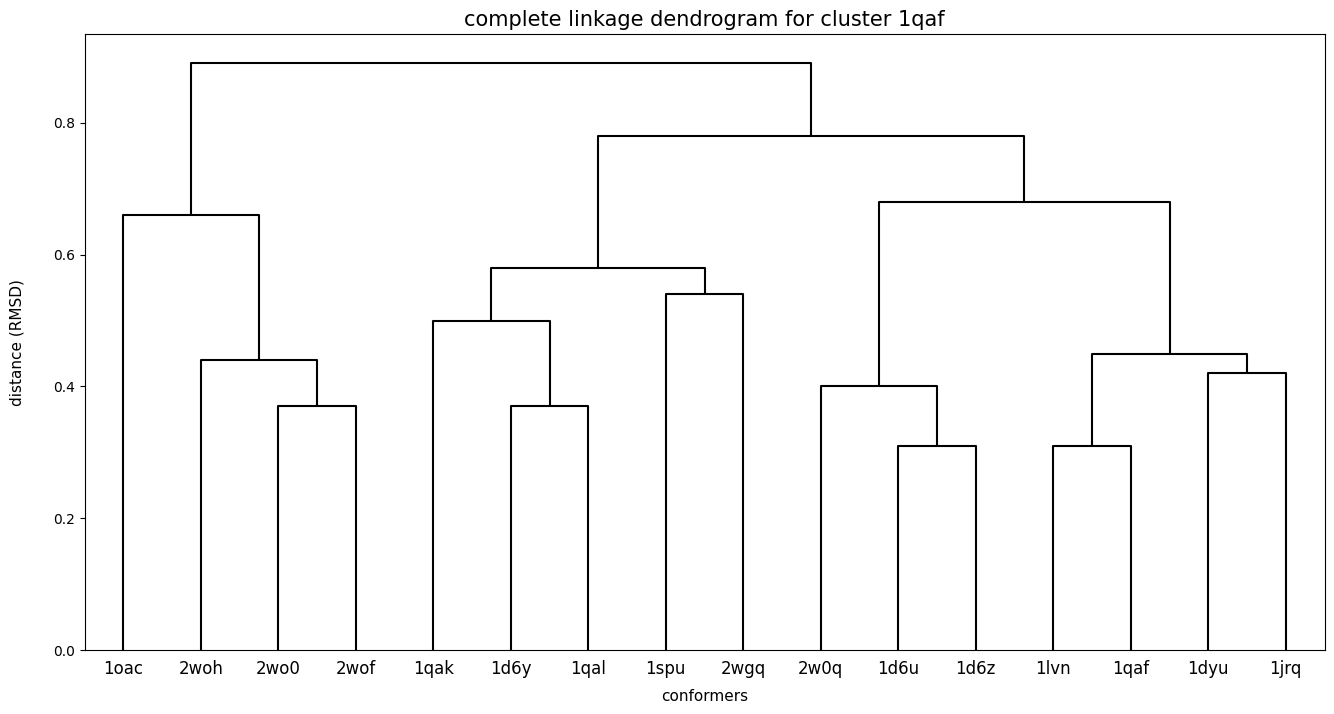 complete linkage dendrogram for cluster 1qaf
distance (RMSD)
0.8
0.6
0.4
0.2
0.0
1oac 2woh 2wo0 2wof 1qak 1d6y 1qal 1spu 2wgq 2w0q 1d6u 1d6z 1lvn 1qaf 1dyu 1jrq
conformers